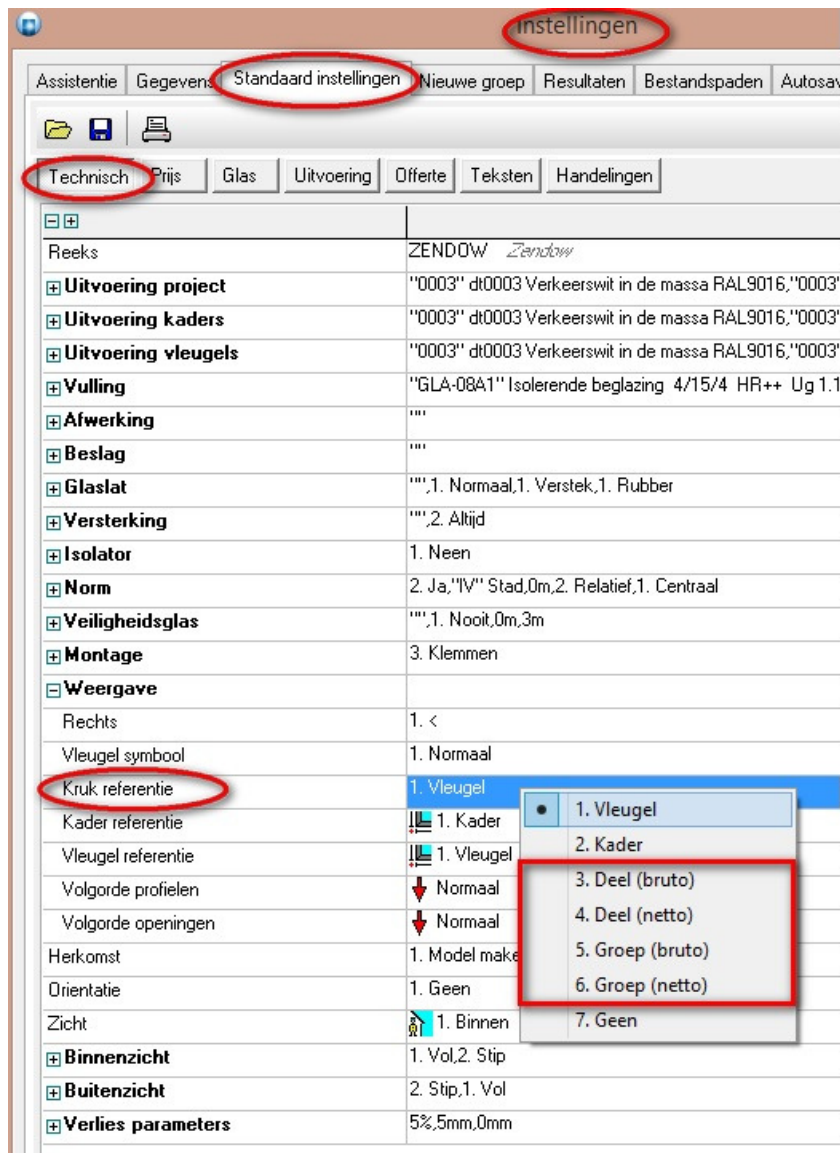 Instellingen
Assistentie Gegevens Standaard instellingen Nieuwe groep Resultaten Bestandspaden Autosav
Technisch Prijs Glas Uitvoering Offerte Teksten Handelingen
Reeks ZENDOW Zendow
Uitvoering project "0003" dt0003 Verkeerswit in de massa RAL9016,"0003"
Uitvoering kaders "0003" dt0003 Verkeerswit in de massa RAL9016,"0003"
Uitvoering vleugels "0003" dt0003 Verkeerswit in de massa RAL9016,"0003"
Vulling "GLA-08A1" Isolerende beglazing 4/15/4 HR++ Ug 1.1
Afwerking ""
Beslag ""
Glaslat "",1. Normaal,1. Verstek,1. Rubber
Versterking "",2. Altijd
Isolator 1. Neen
Norm 2. Ja,"IV" Stad,0m,2. Relatief,1. Centraal
Veiligheidsglas "",1. Nooit,0m,3m
Montage 3. Klemmen
Weergave
Rechts 1. <
Vleugel symbool 1. Normaal
Kruk referentie 1. Vleugel
Kader referentie 1. Kader
Vleugel referentie 1. Vleugel
Volgorde profielen Normaal
Volgorde openingen Normaal
Herkomst 1. Model make
Orientatie 1. Geen
Zicht 1. Binnen
Binnenzicht 1. Vol,2. Stip
Buitenzicht 2. Stip,1. Vol
Verlies parameters 5%,5mm,0mm
1. Vleugel
2. Kader
3. Deel (bruto)
4. Deel (netto)
5. Groep (bruto)
6. Groep (netto)
7. Geen